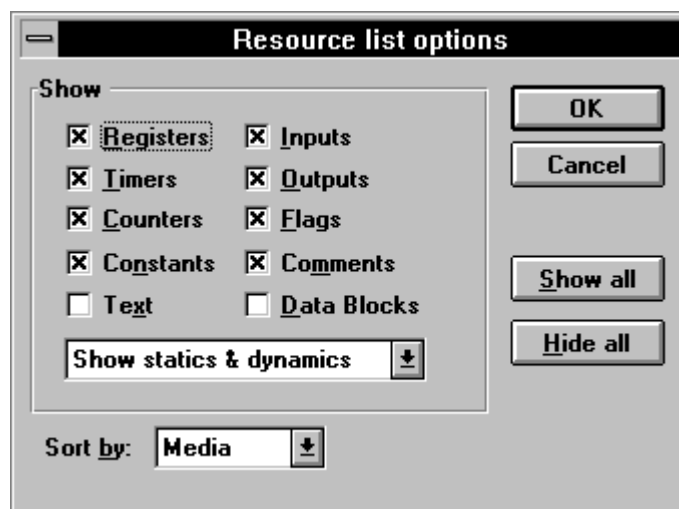 Resource list options
Show
Registers
Inputs
Timers
Outputs
Counters
Flags
Constants
Comments
Text
Data Blocks
Show statics & dynamics
Sort by: Media
OK
Cancel
Show all
Hide all